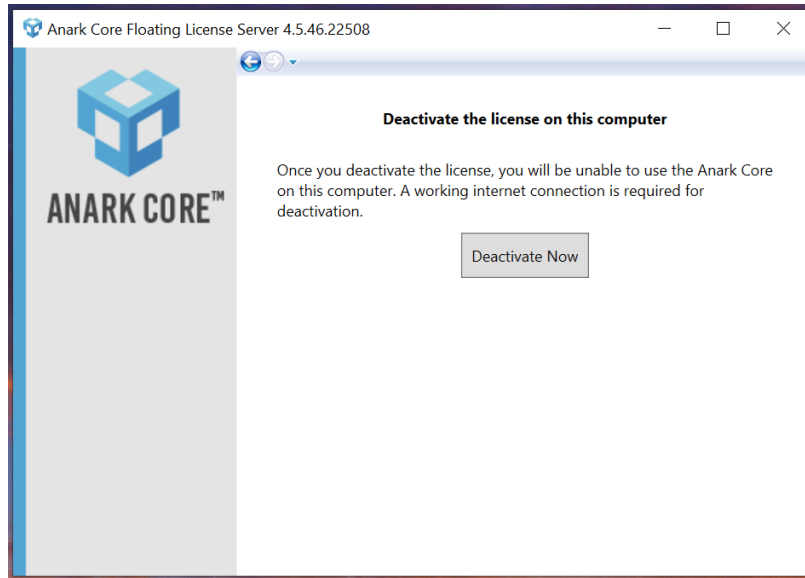 Anark Core Floating License Server 4.5.46.22508
ANARK CORE™
Deactivate the license on this computer
Once you deactivate the license, you will be unable to use the Anark Core
on this computer. A working internet connection is required for
deactivation.
Deactivate Now